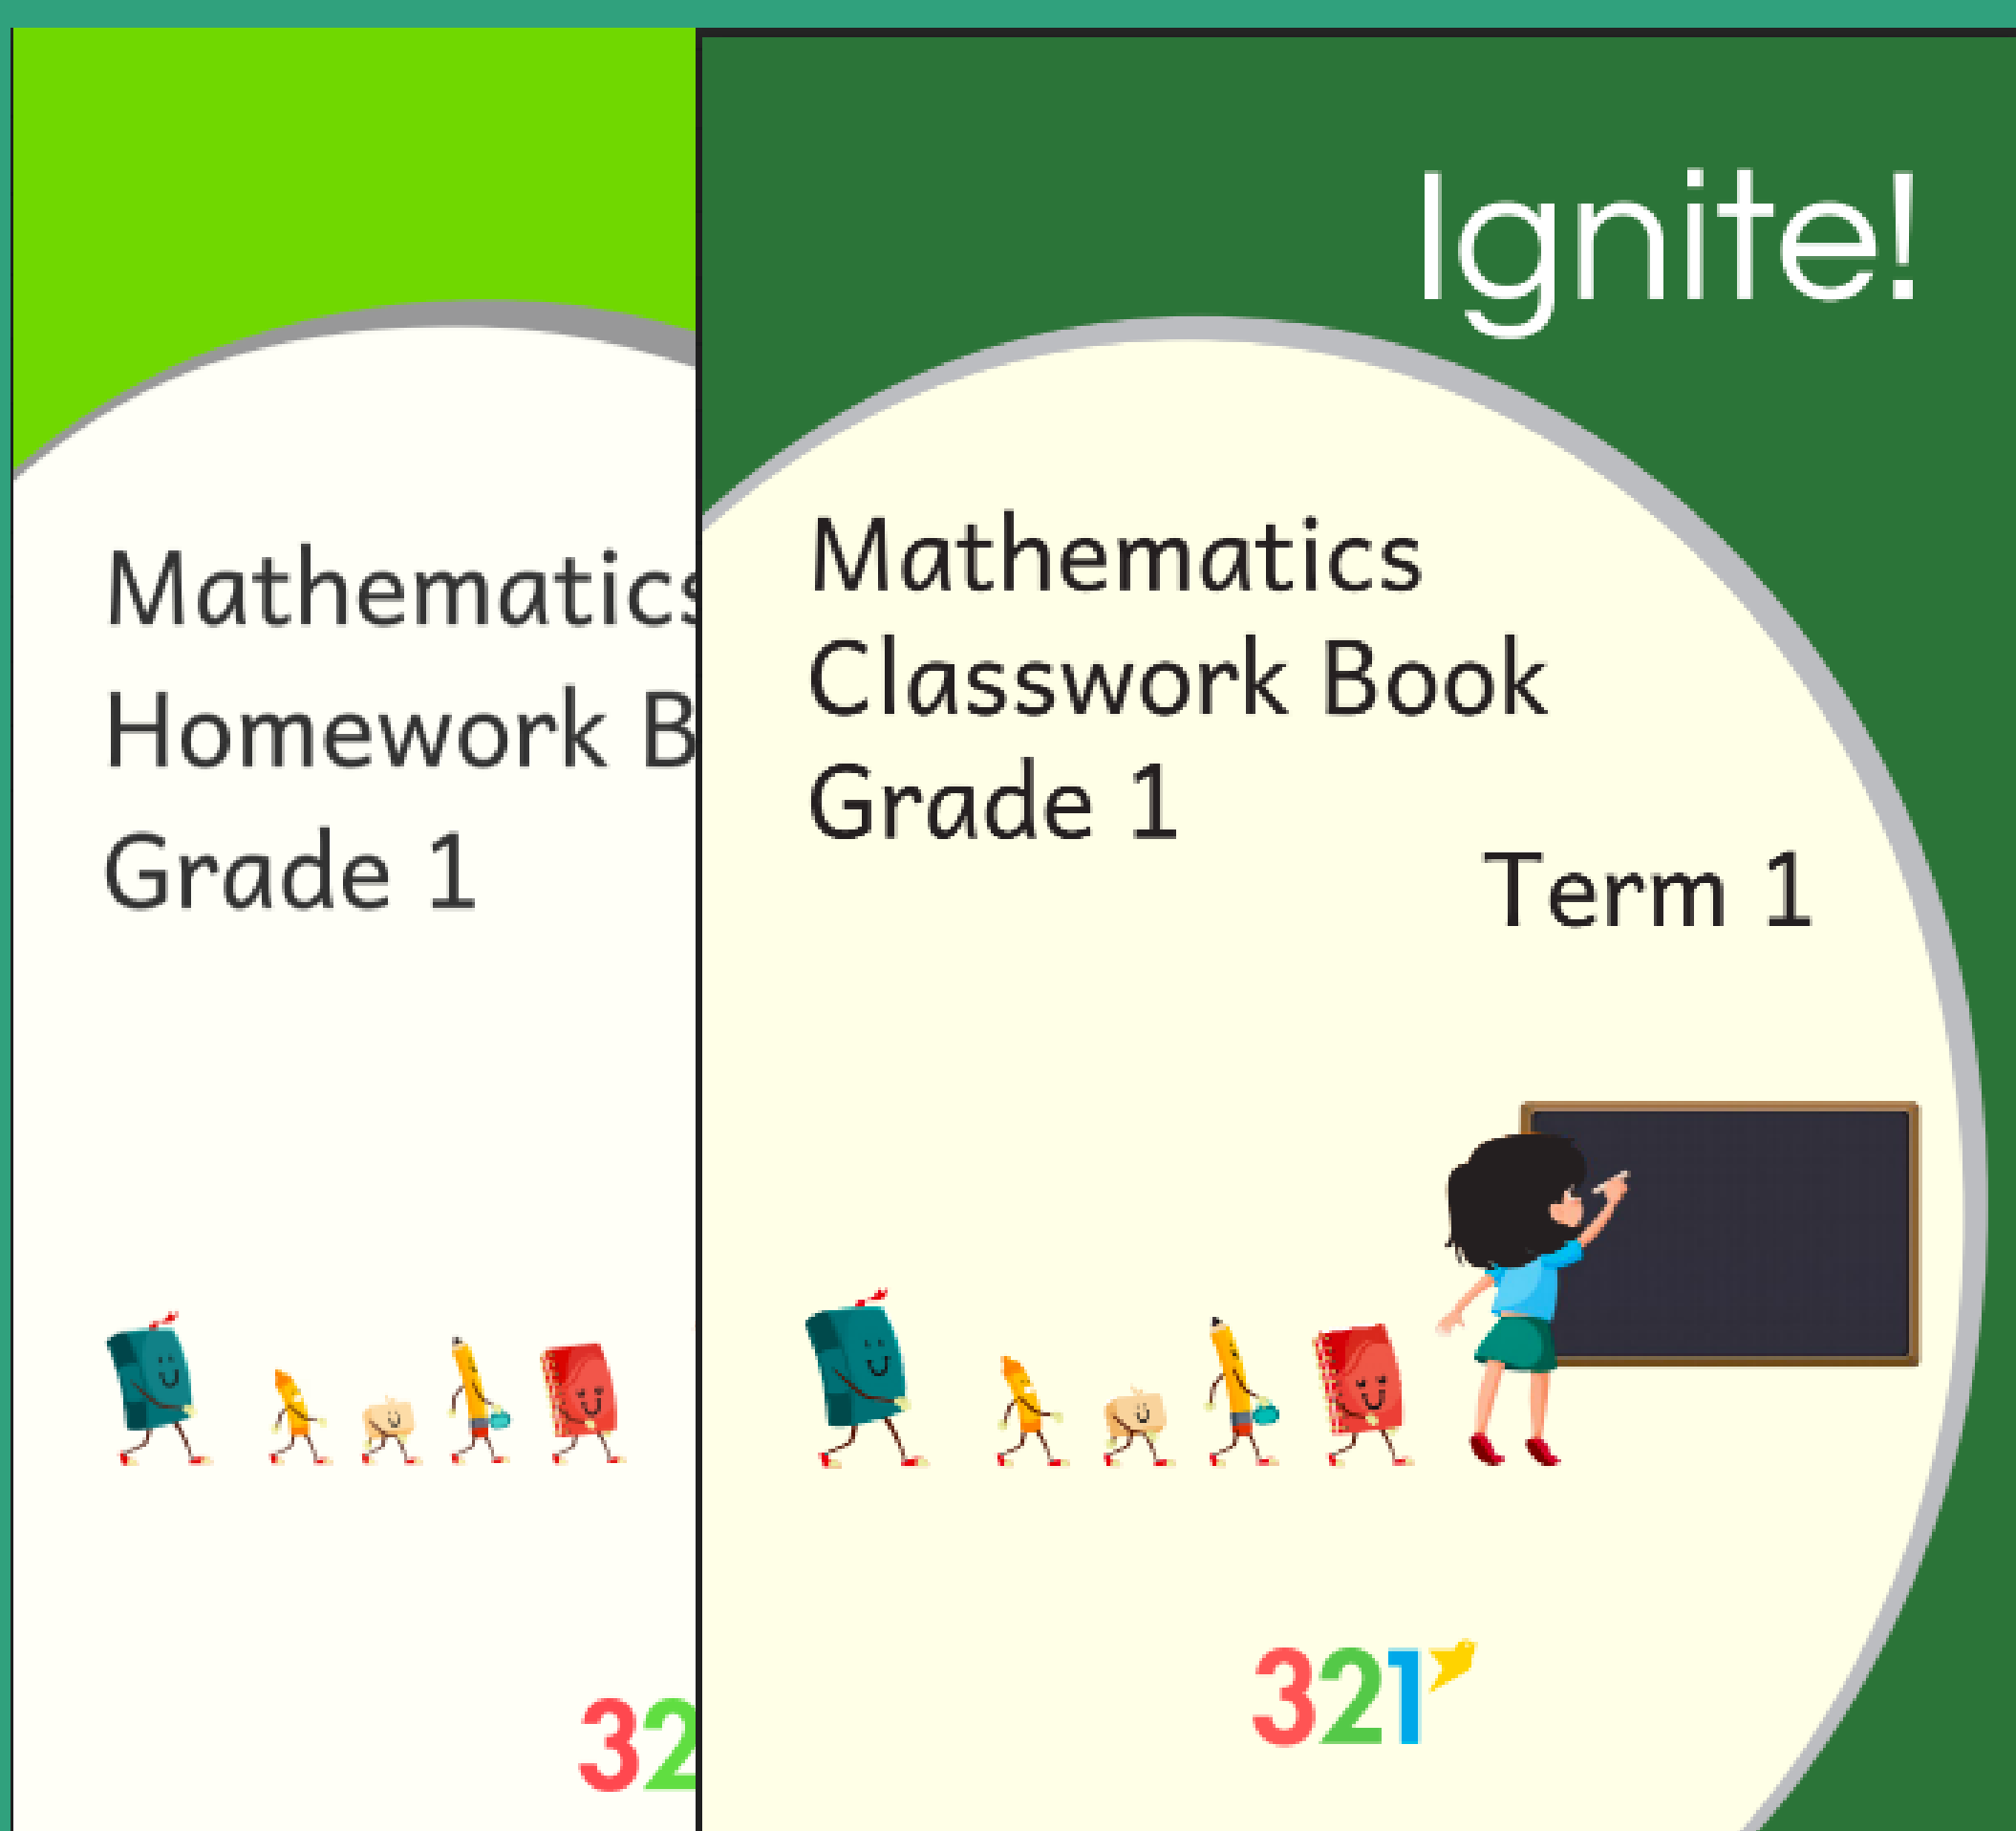 Mathematics
Homework B
Grade 1
32
Ignite!
Mathematics
Classwork Book
Grade 1
Term 1
321